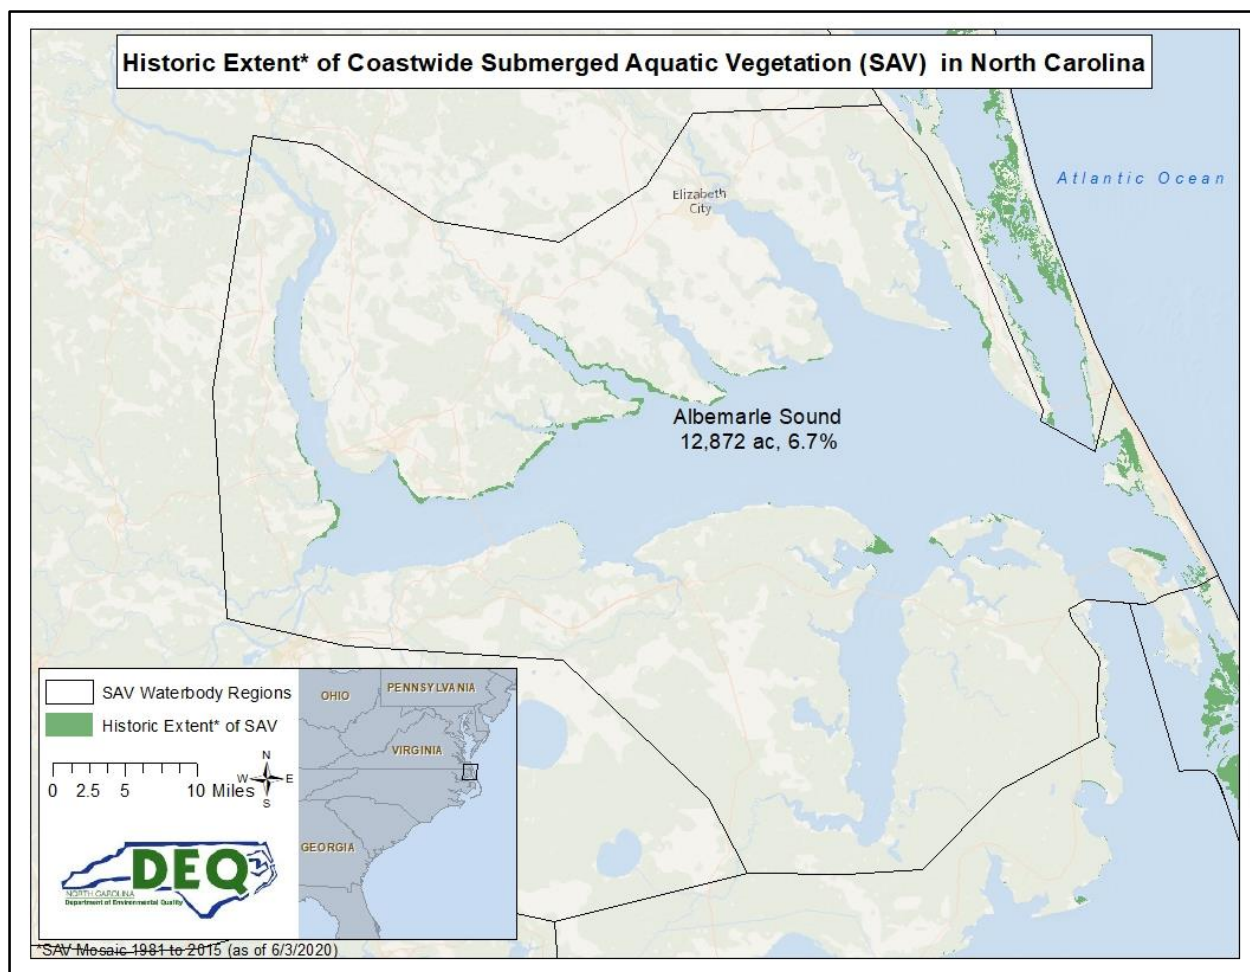 Historic Extent* of Coastwide Submerged Aquatic Vegetation (SAV) in North Carolina
Atlantic Ocean
Elizabeth
City
Albemarle Sound
12,872 ac, 6.7%
SAV Waterbody Regions
Historic Extent* of SAV
N
W E
S
0 2.5 5 10 Miles
OHIO
PENNSYLVANIA
VIRGINIA
GEORGIA
DEQ
NORTH CAROLINA
Department of Environmental Quality
*SAV Mosaic 1981 to 2015 (as of 6/3/2020)